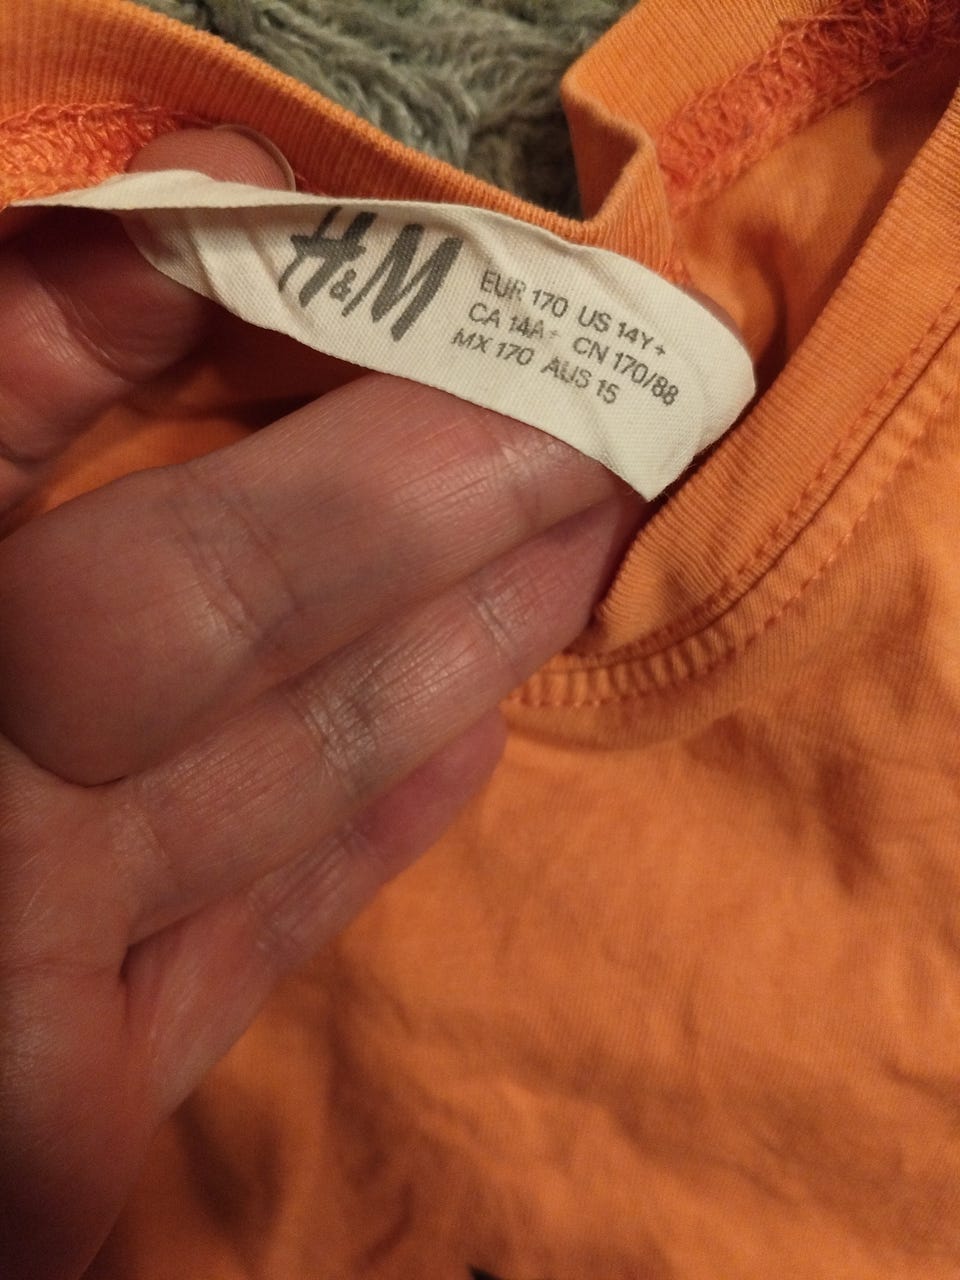 H&M
EUR 170 US 14Y+
CA 14A+ CN 170/88
MX 170 AUS 15